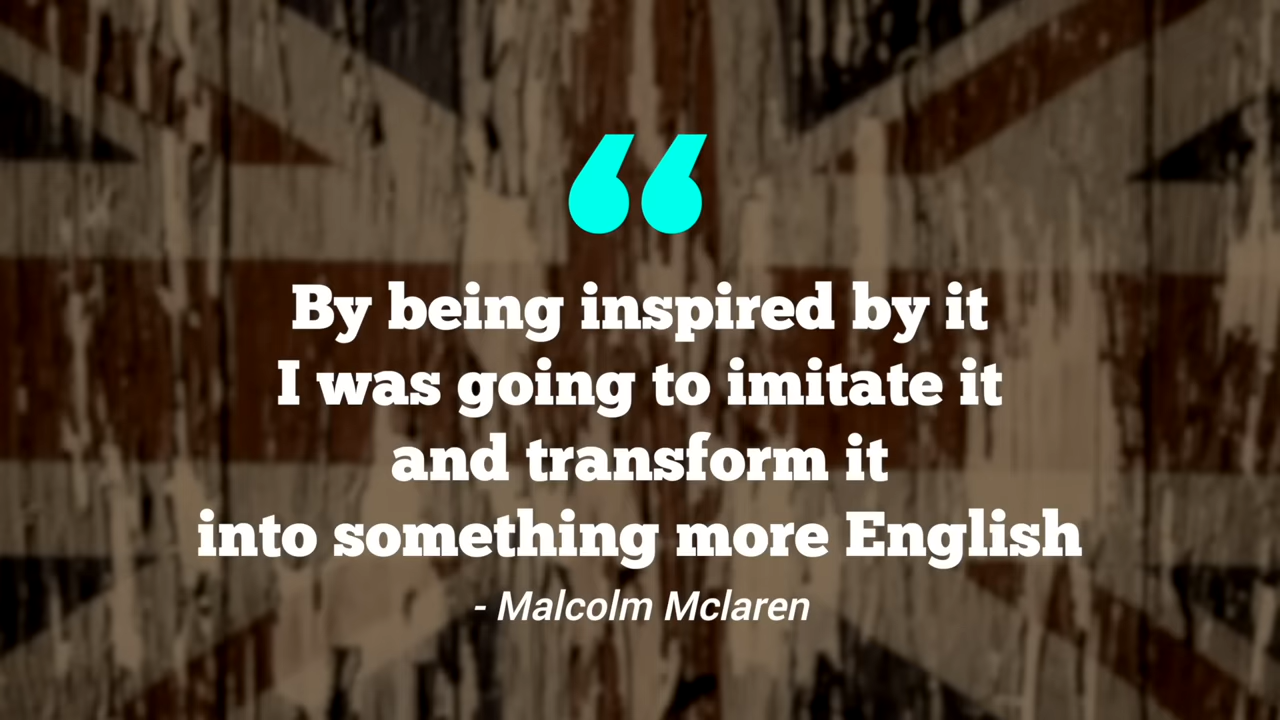 “
By being inspired by it
I was going to imitate it
and transform it
into something more English
- Malcolm Mclaren